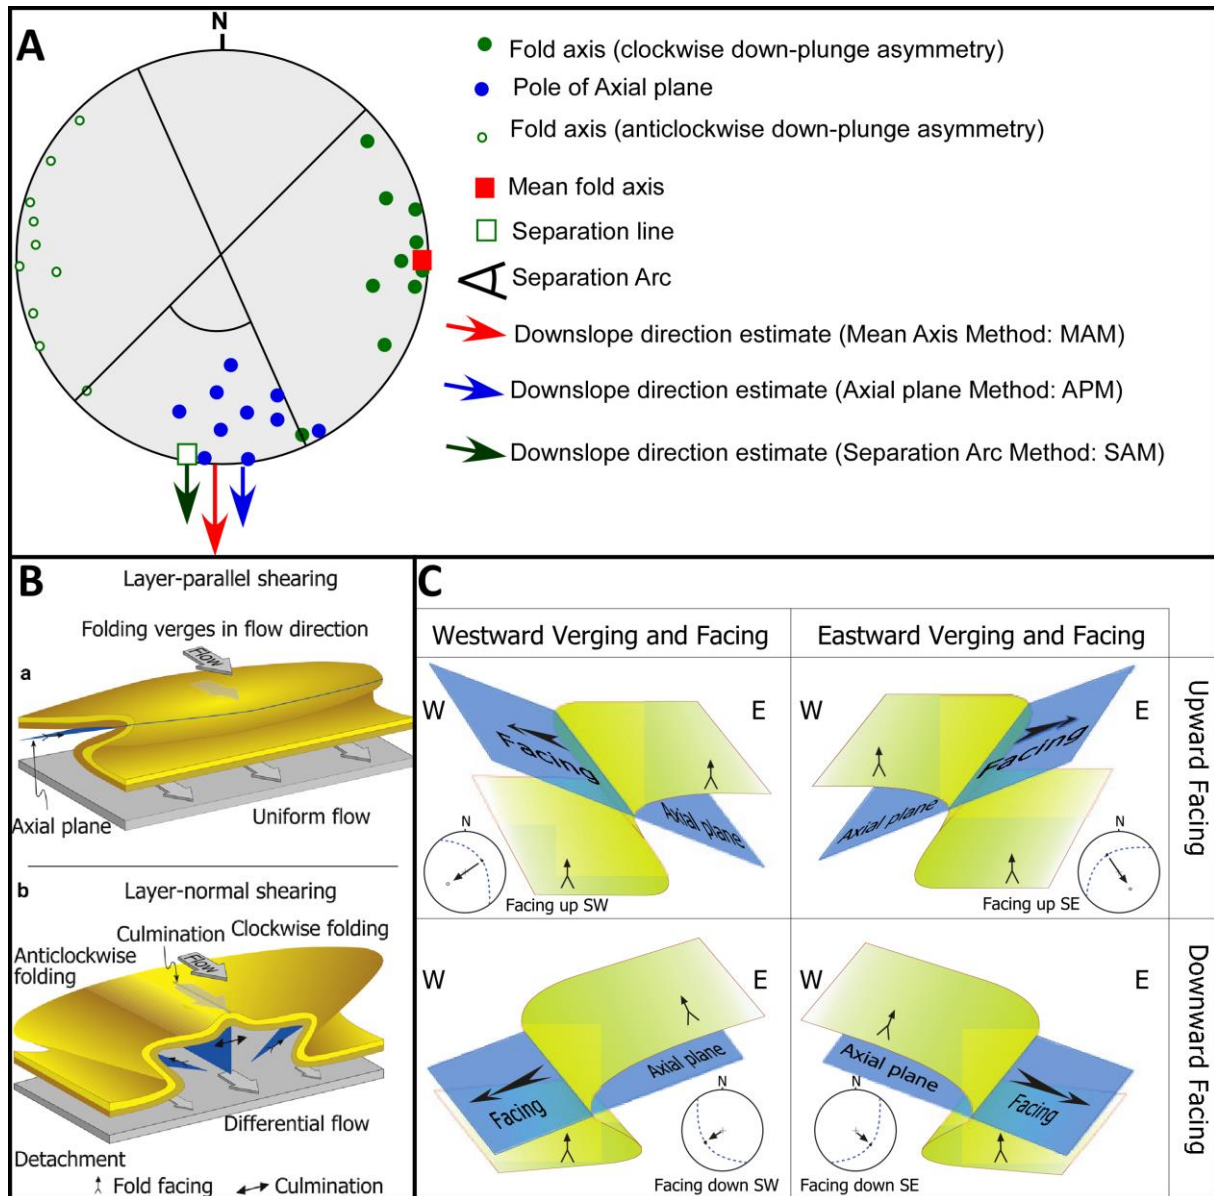 A
N
Fold axis (clockwise down-plunge asymmetry)
Pole of Axial plane
Fold axis (anticlockwise down-plunge asymmetry)
Mean fold axis
Separation line
Separation Arc
Downslope direction estimate (Mean Axis Method: MAM)
Downslope direction estimate (Axial plane Method: APM)
Downslope direction estimate (Separation Arc Method: SAM)
B
Layer-parallel shearing
Folding verges in flow direction
a
Flow
Axial plane
Uniform flow
b
Layer-normal shearing
Culmination
Clockwise folding
Anticlockwise
folding
Flow
Differential flow
Detachment
Fold facing
Culmination
C
Westward Verging and Facing
Eastward Verging and Facing
Upward Facing
W
E
Facing
Axial plane
N
Facing up SW
W
E
Facing
Axial plane
N
Facing up SE
Downward Facing
W
E
Axial plane
Facing
N
Facing down SW
W
E
Axial plane
Facing
N
Facing down SE